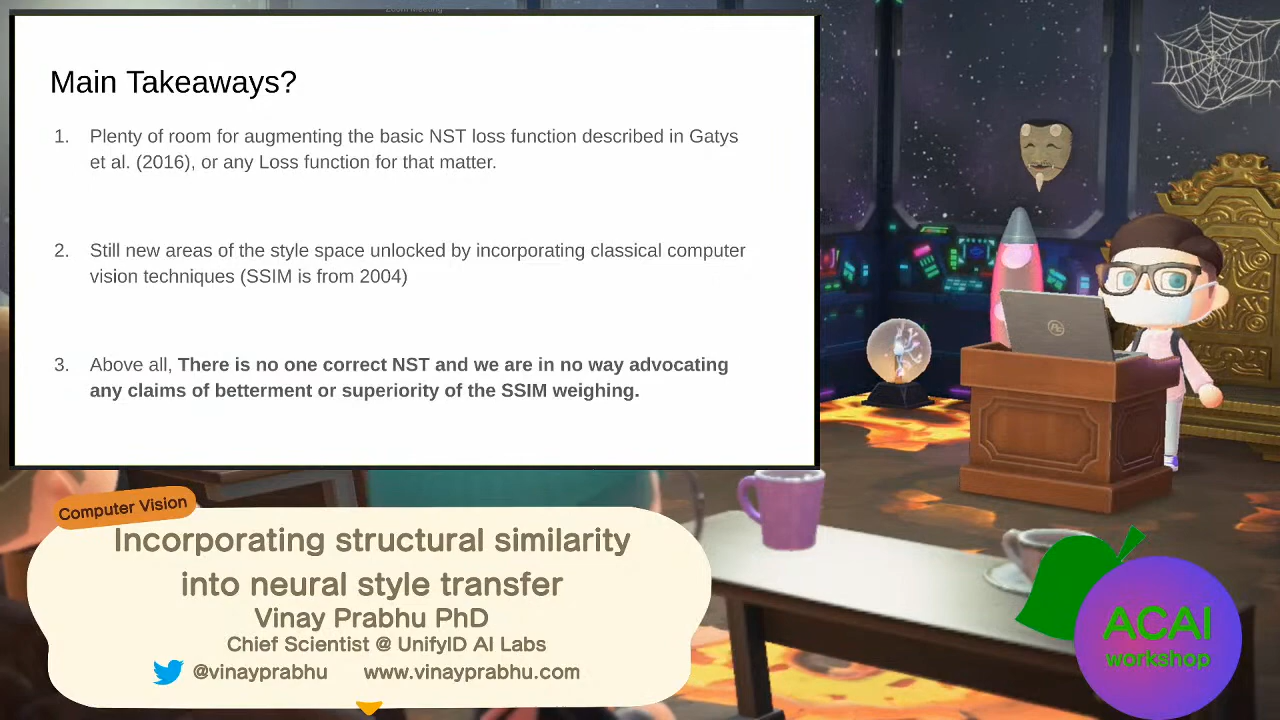 Zoom Meeting
Main Takeaways?
1. Plenty of room for augmenting the basic NST loss function described in Gatys
et al. (2016), or any Loss function for that matter.
2. Still new areas of the style space unlocked by incorporating classical computer
vision techniques (SSIM is from 2004)
3. Above all, There is no one correct NST and we are in no way advocating
any claims of betterment or superiority of the SSIM weighing.
Computer Vision
Incorporating structural similarity
into neural style transfer
Vinay Prabhu PhD
Chief Scientist @ UnifyID AI Labs
@vinayprabhu www.vinayprabhu.com
ACAI
workshop